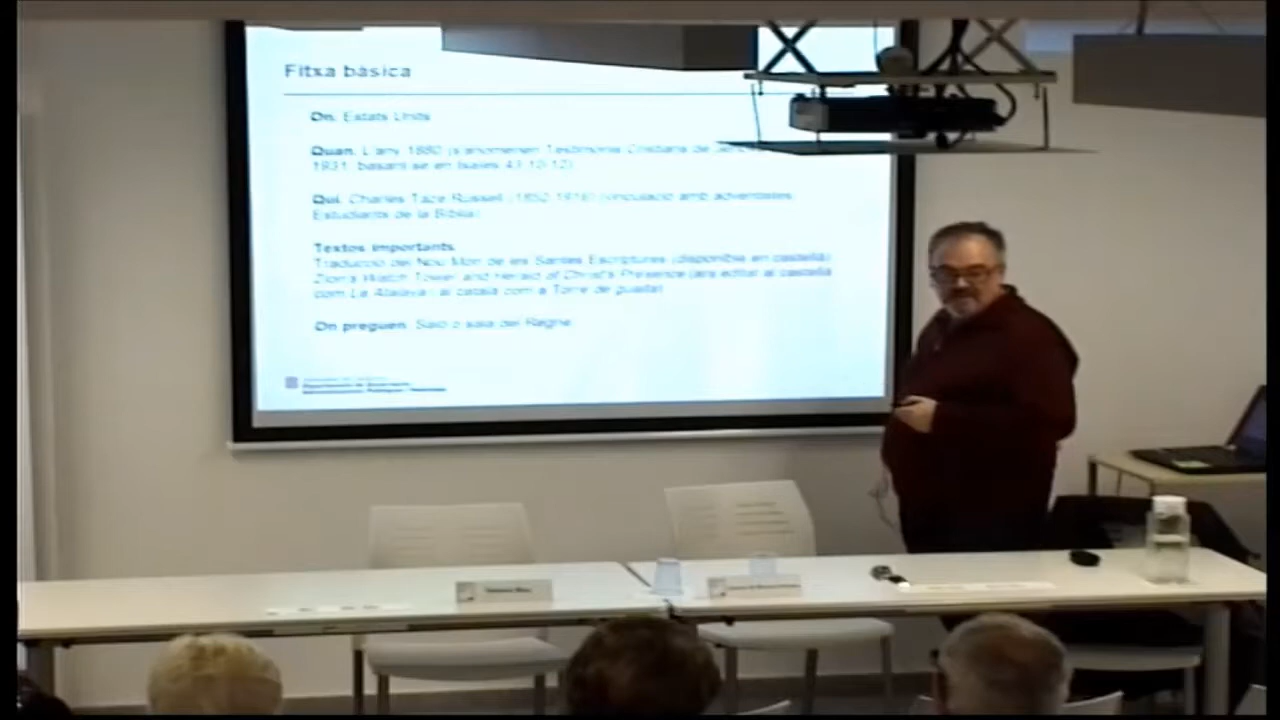 Fitxa bàsica
On. Estats Units
Quan. L'any 1880 (s'anomenen Testimonis Cristians de
1931, basant-se en Isaïes 43:10-12)
Qui. Charles Taze Russell (1852-1916) (vinculació amb adventistes
Estudiants de la Bíblia)
Textos importants
Traducció del Nou Món de les Santes Escriptures (disponible en castellà)
Zion's Watch Tower and Herald of Christ's Presence (ara editat al castellà
com La Atalaya i al català com a Torre de guaita)
On preguen. Saló o sala del Regne